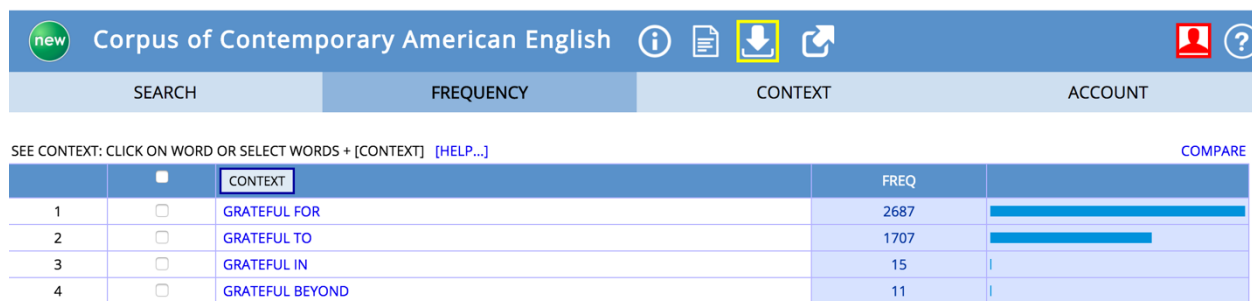 new Corpus of Contemporary American English
SEARCH FREQUENCY CONTEXT ACCOUNT
SEE CONTEXT: CLICK ON WORD OR SELECT WORDS + [CONTEXT] [HELP...] COMPARE
CONTEXT FREQ
1 GRATEFUL FOR 2687
2 GRATEFUL TO 1707
3 GRATEFUL IN 15
4 GRATEFUL BEYOND 11